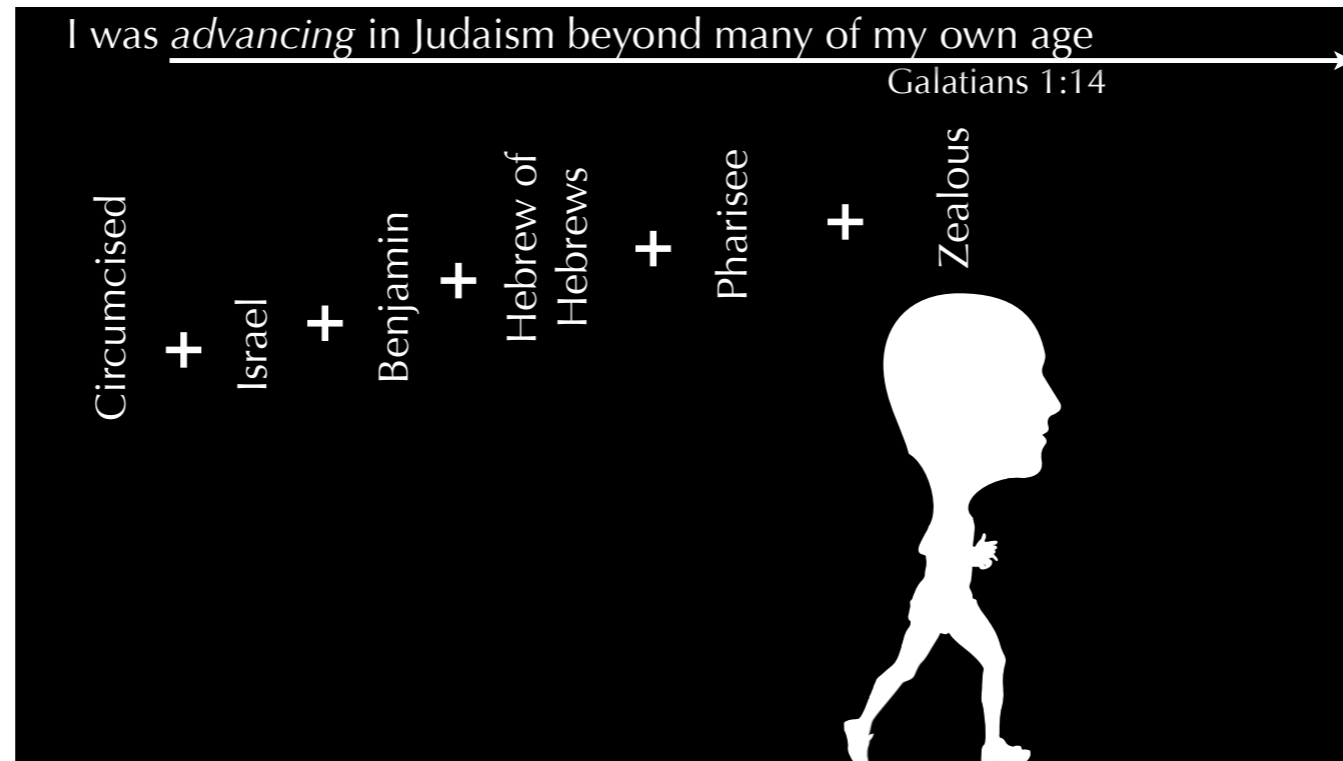 I was advancing in Judaism beyond many of my own age
Galatians 1:14
Circumcised
+
Israel
+
Benjamin
+
Hebrew of
Hebrews
+
Pharisee
+
Zealous